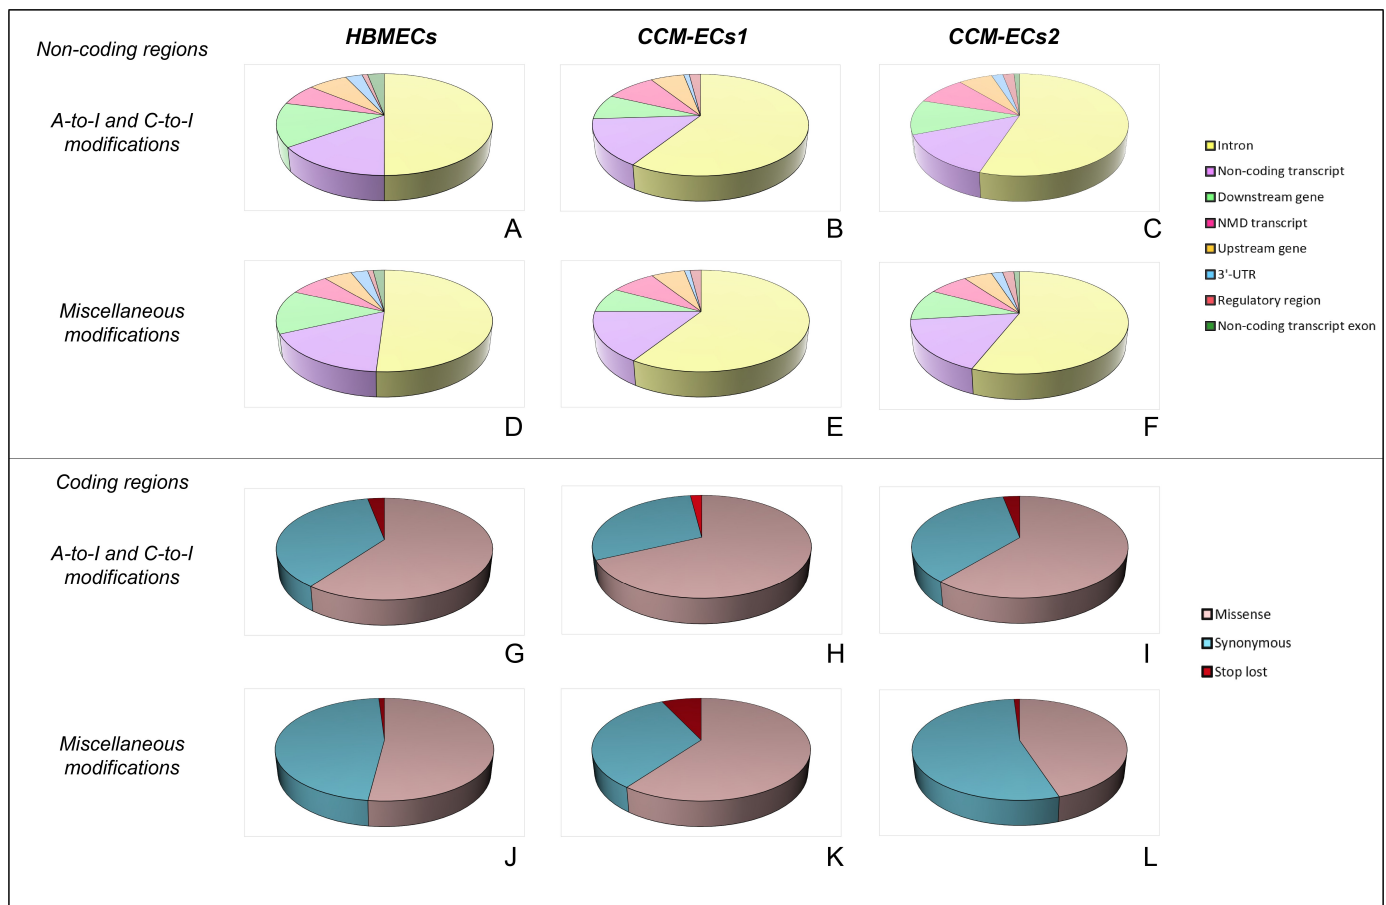 Non-coding regions
HBMECs
CCM-ECs1
CCM-ECs2
A-to-I and C-to-I
modifications
A
B
C
Miscellaneous
modifications
D
E
F
Intron
Non-coding transcript
Downstream gene
NMD transcript
Upstream gene
3'-UTR
Regulatory region
Non-coding transcript exon
Coding regions
A-to-I and C-to-I
modifications
G
H
I
Miscellaneous
modifications
J
K
L
Missense
Synonymous
Stop lost